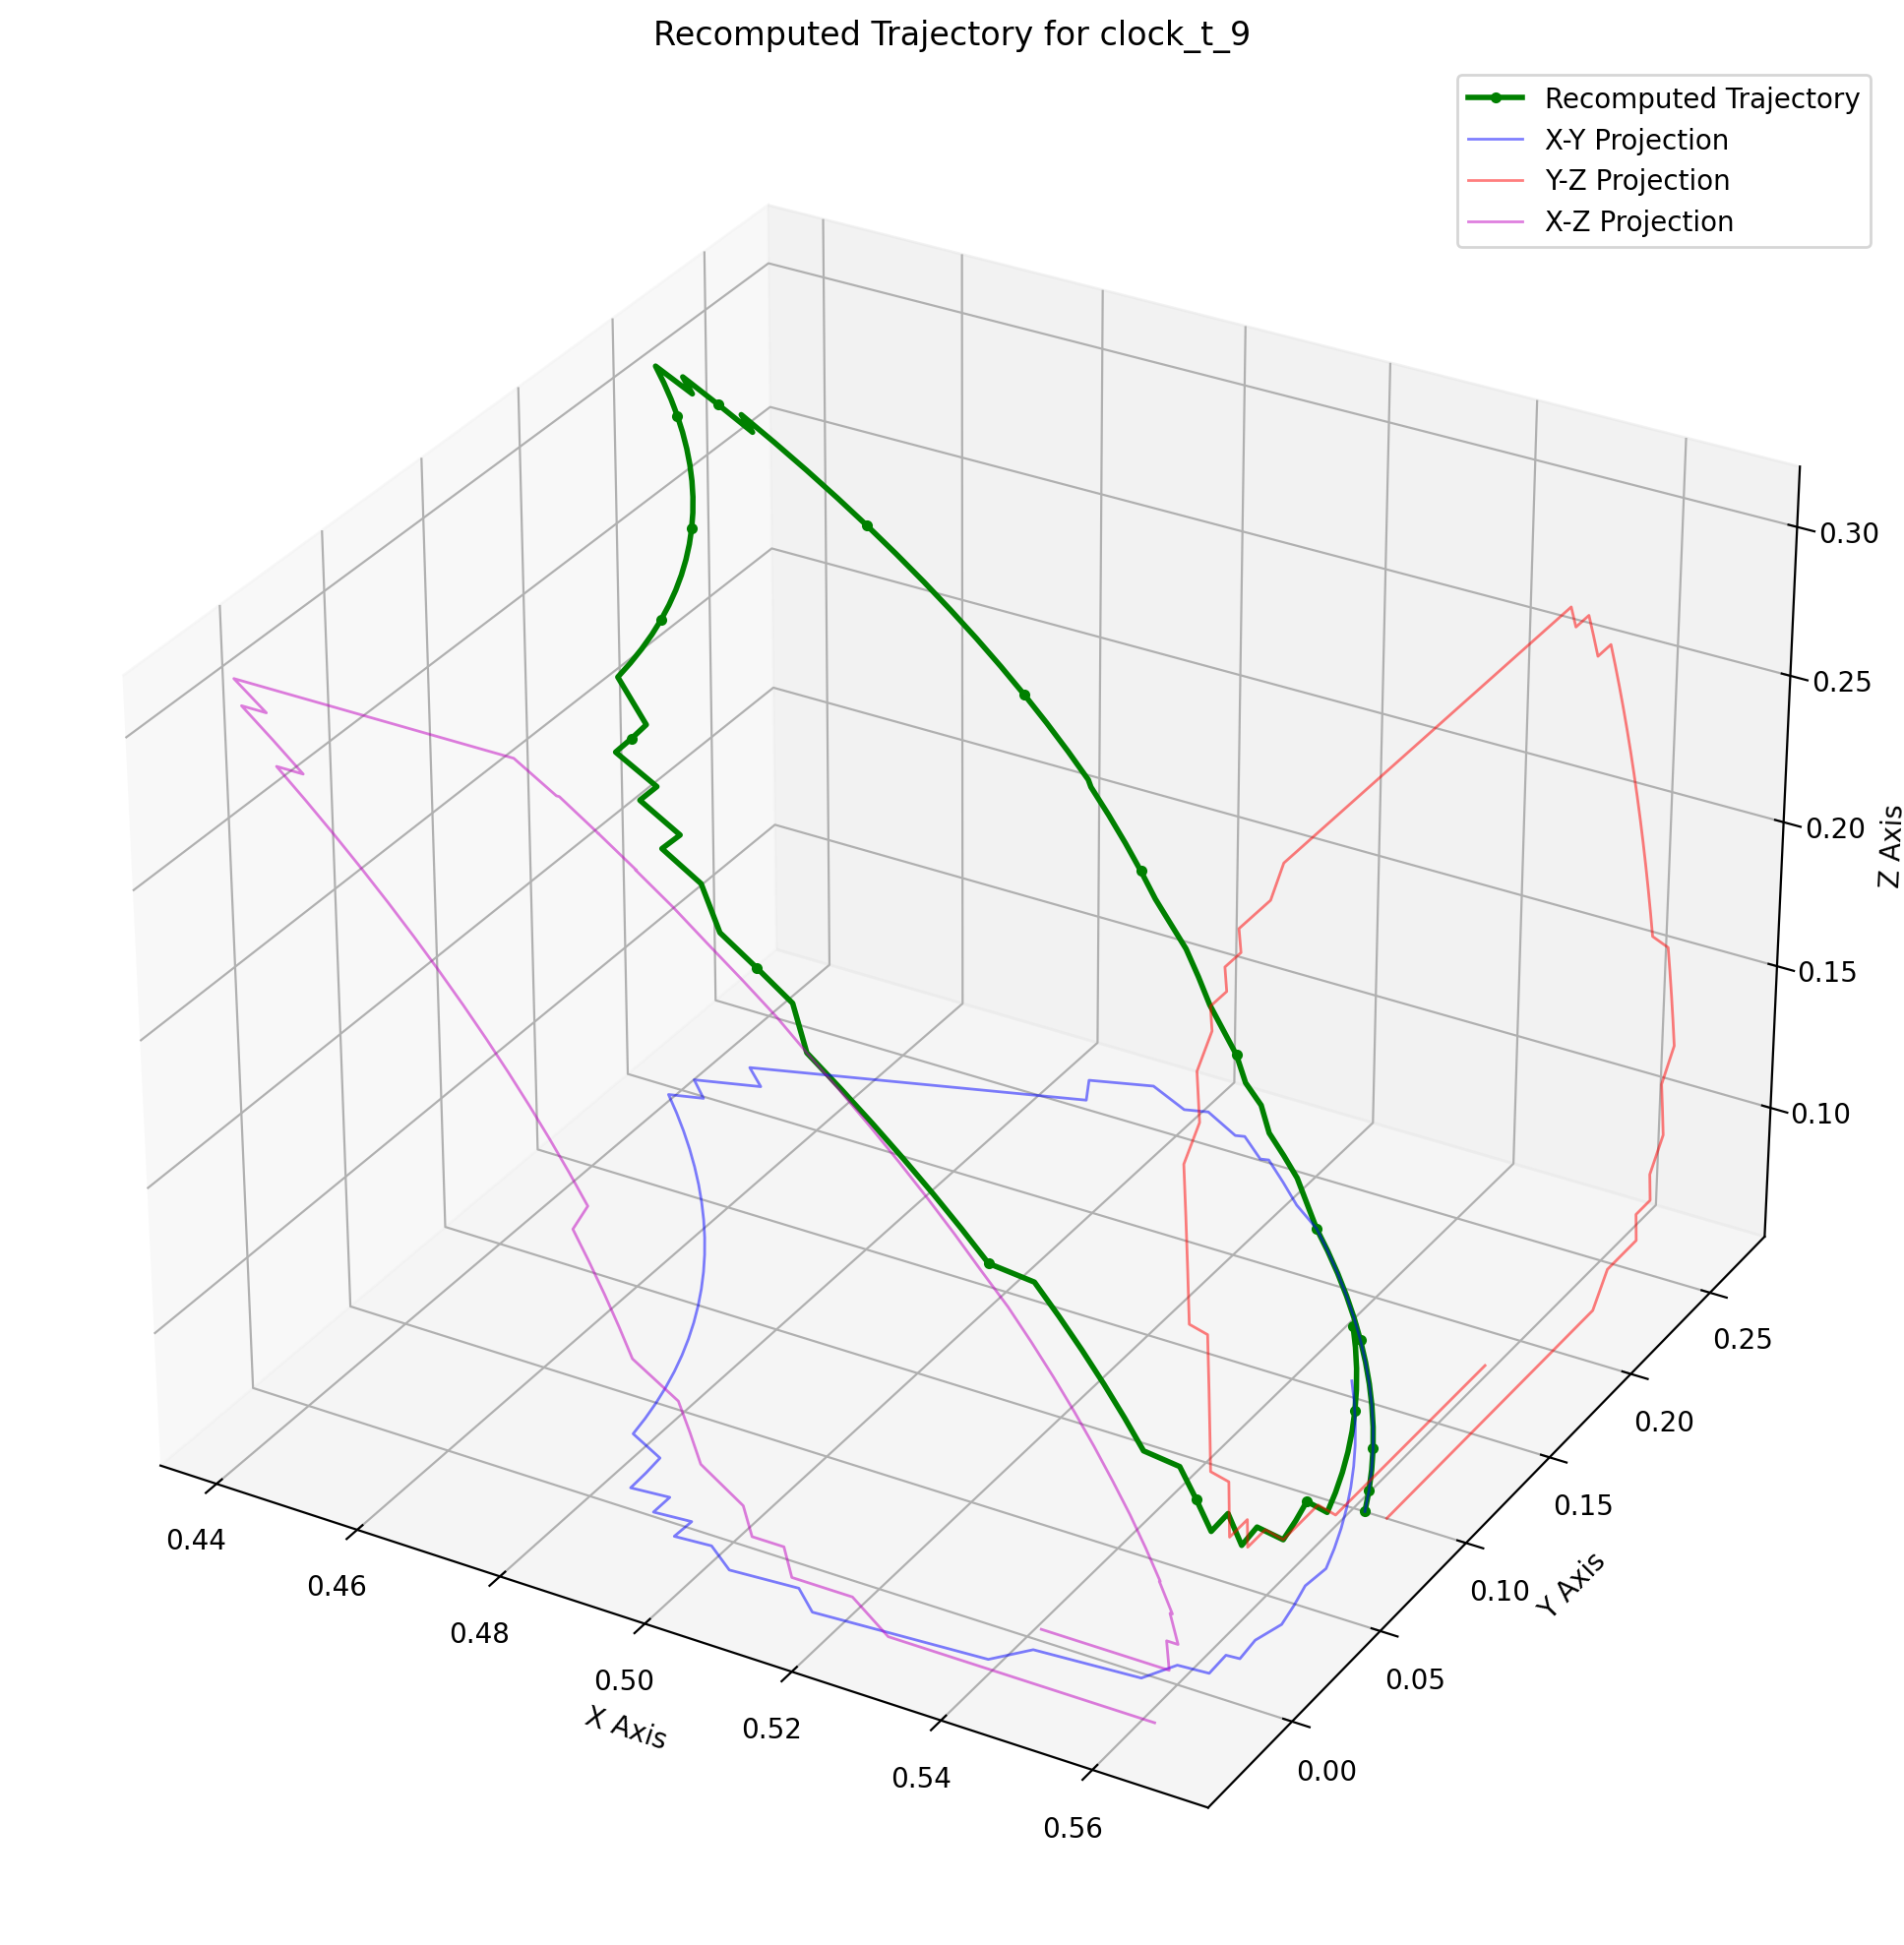 Recomputed Trajectory for clock_t_9
Recomputed Trajectory
X-Y Projection
Y-Z Projection
X-Z Projection
0.30
0.25
0.20
0.15
0.10
Z Axis
0.25
0.20
0.15
0.10
0.05
0.00
Y Axis
0.44
0.46
0.48
0.50
0.52
0.54
0.56
X Axis